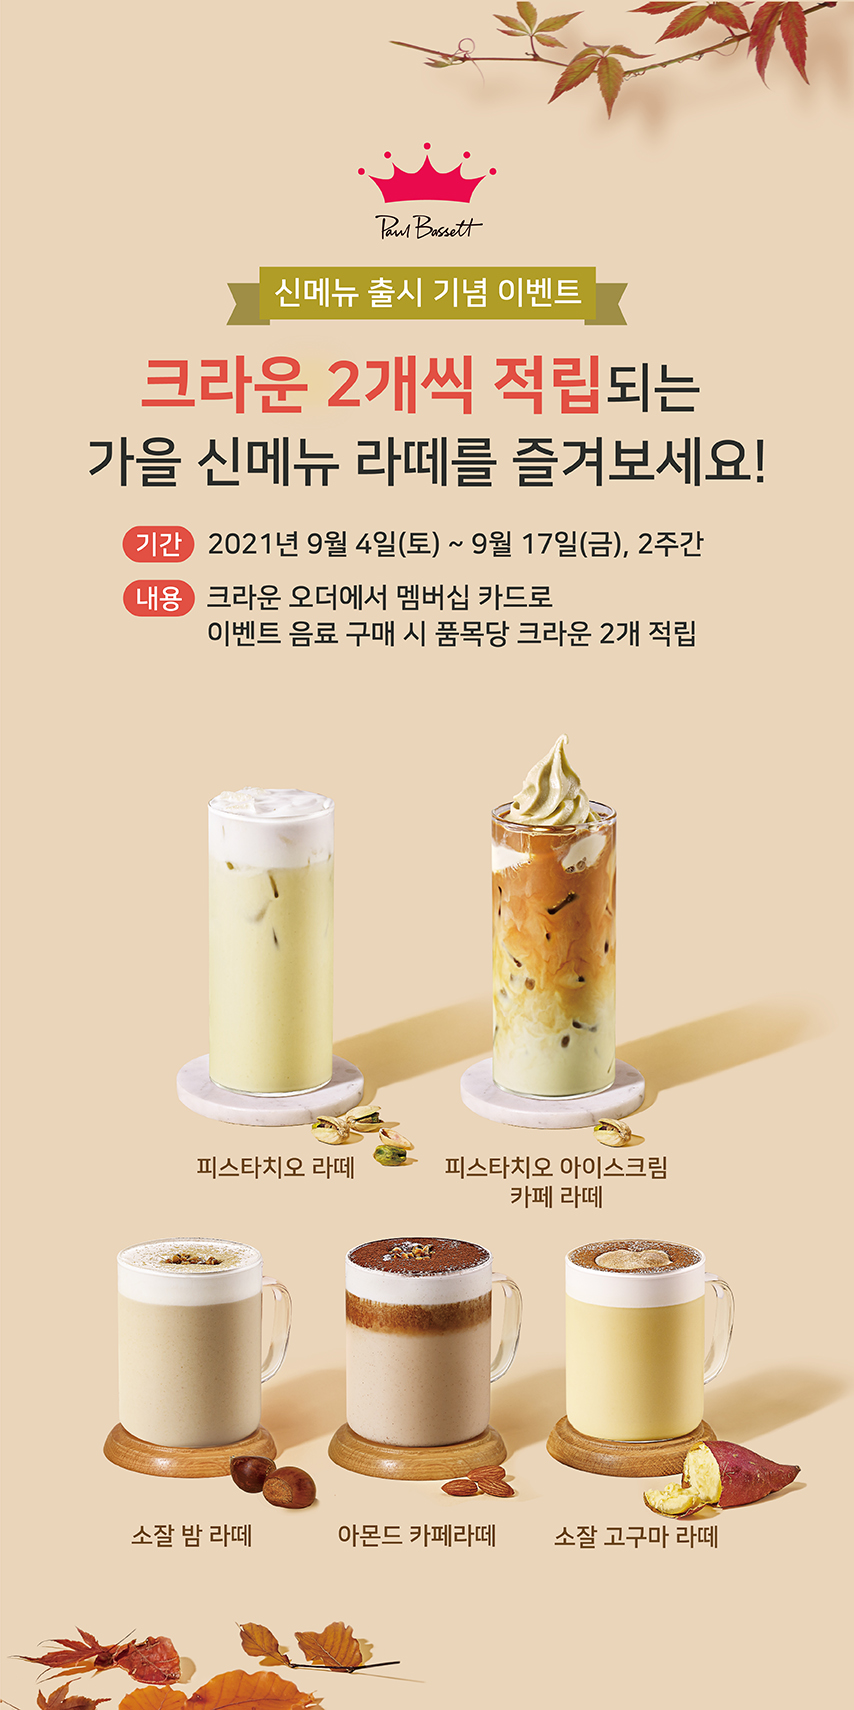 Paul Bassett
신메뉴 출시 기념 이벤트
크라운 2개씩 적립되는
가을 신메뉴 라떼를 즐겨보세요!
기간 2021년 9월 4일(토) ~ 9월 17일(금), 2주간
내용 크라운 오더에서 멤버십 카드로
이벤트 음료 구매 시 품목당 크라운 2개 적립
피스타치오 라떼
피스타치오 아이스크림
카페 라떼
소잘 밤 라떼
아몬드 카페라떼
소잘 고구마 라떼